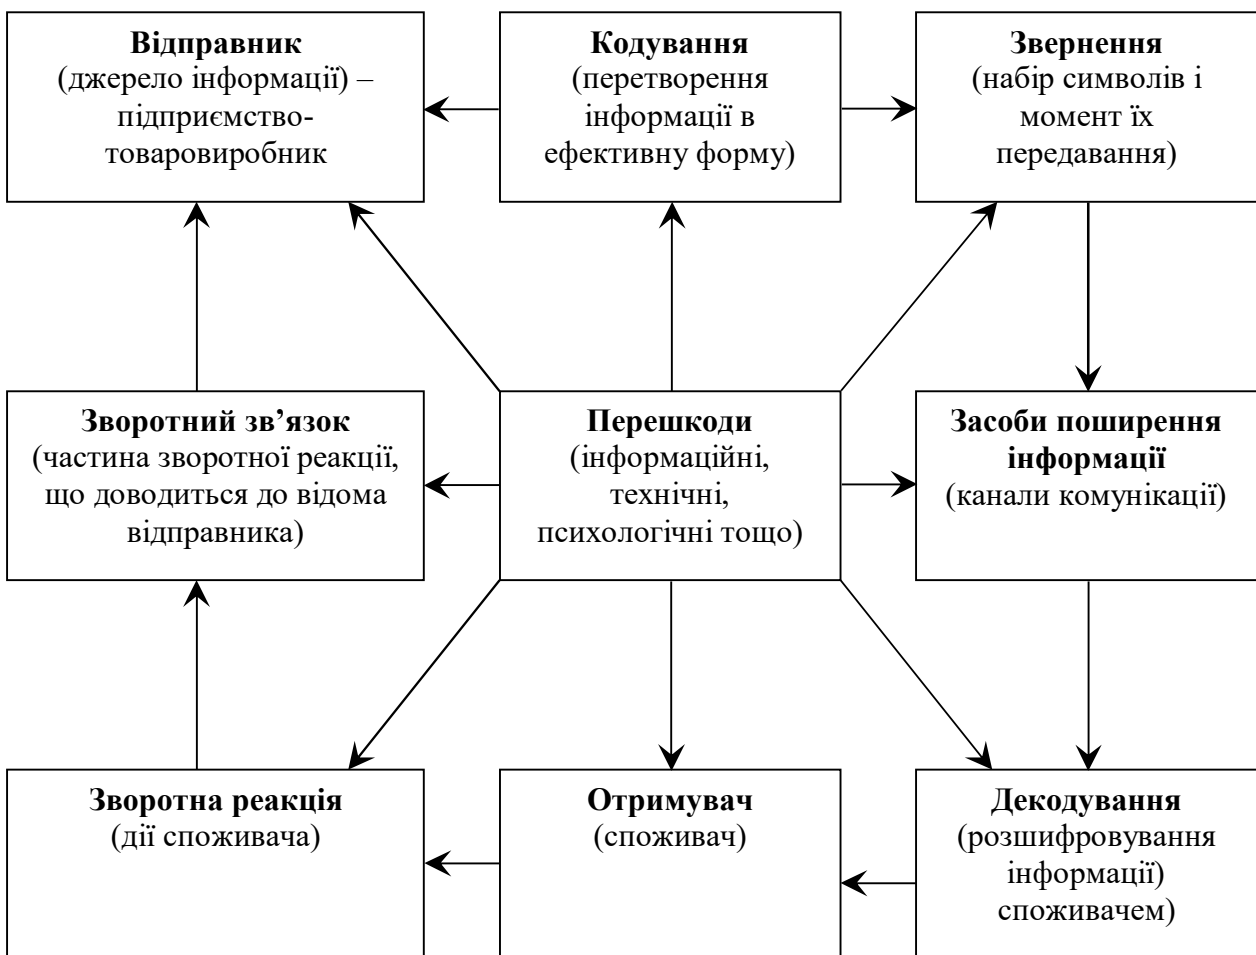 Відправник
(джерело інформації) –
підприємство-
товаровиробник
Кодування
(перетворення
інформації в
ефективну форму)
Звернення
(набір символів і
момент їх
передавання)
Зворотний зв’язок
(частина зворотної реакції,
що доводиться до відома
відправника)
Перешкоди
(інформаційні,
технічні,
психологічні тощо)
Засоби поширення
інформації
(канали комунікації)
Зворотна реакція
(дії споживача)
Отримувач
(споживач)
Декодування
(розшифровування
інформації)
споживачем)